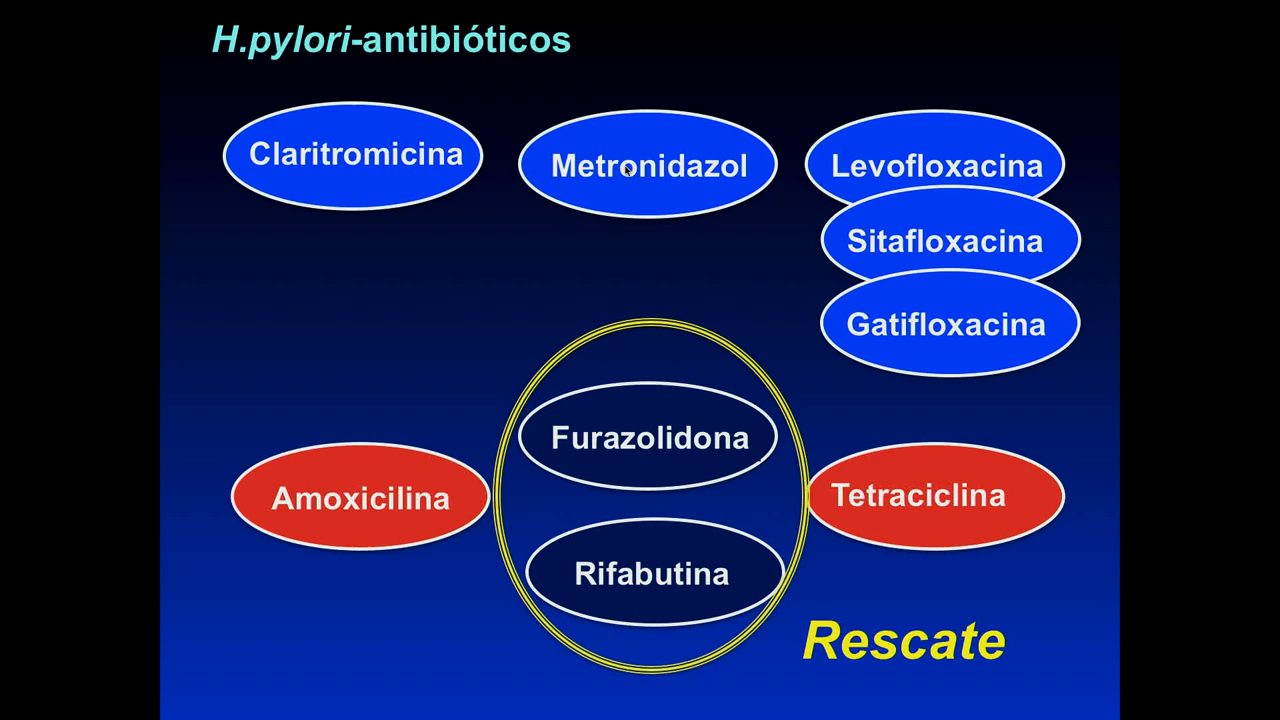 H.pylori-antibióticos
Claritromicina
Metronidazol
Levofloxacina
Sitafloxacina
Gatifloxacina
Furazolidona
Amoxicilina
Tetraciclina
Rifabutina
Rescate